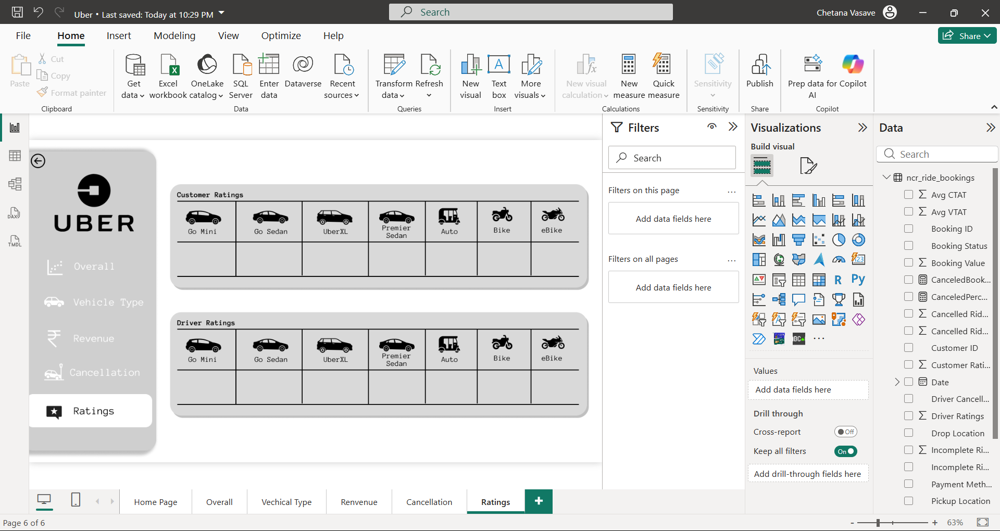 Uber • Last saved: Today at 10:29 PM
Search
Chetana Vasave
File
Home
Insert
Modeling
View
Optimize
Help
Share
Paste
Cut
Copy
Format painter
Clipboard
Get data
Excel workbook
OneLake catalog
SQL Server
Enter data
Dataverse
Recent sources
Data
Transform data
Refresh
Queries
New visual
Text box
More visuals
Insert
New visual calculation
New measure
Quick measure
Calculations
Sensitivity
Sensitivity
Publish
Share
Prep data for AI
Copilot
Copilot
DAX
TMDL
UBER
Overall
Vehicle Type
Revenue
Cancellation
Ratings
Customer Ratings
Go Mini
Go Sedan
UberXL
Premier Sedan
Auto
Bike
eBike
Driver Ratings
Go Mini
Go Sedan
UberXL
Premier Sedan
Auto
Bike
eBike
Filters
Search
Filters on this page
Add data fields here
Filters on all pages
Add data fields here
Visualizations
Build visual
123
R
Py
Values
Add data fields here
Drill through
Cross-report
Off
Keep all filters
On
Add drill-through fields here
Data
Search
ncr_ride_bookings
Avg CTAT
Avg VTAT
Booking ID
Booking Status
Booking Value
CanceledBook...
CanceledPerc...
Cancelled Rid...
Cancelled Rid...
Customer ID
Customer Rati...
Date
Driver Cancell...
Driver Ratings
Drop Location
Incomplete Ri...
Incomplete Ri...
Payment Meth...
Pickup Location
Home Page
Overall
Vechical Type
Renvenue
Cancellation
Ratings
Page 6 of 6
63%